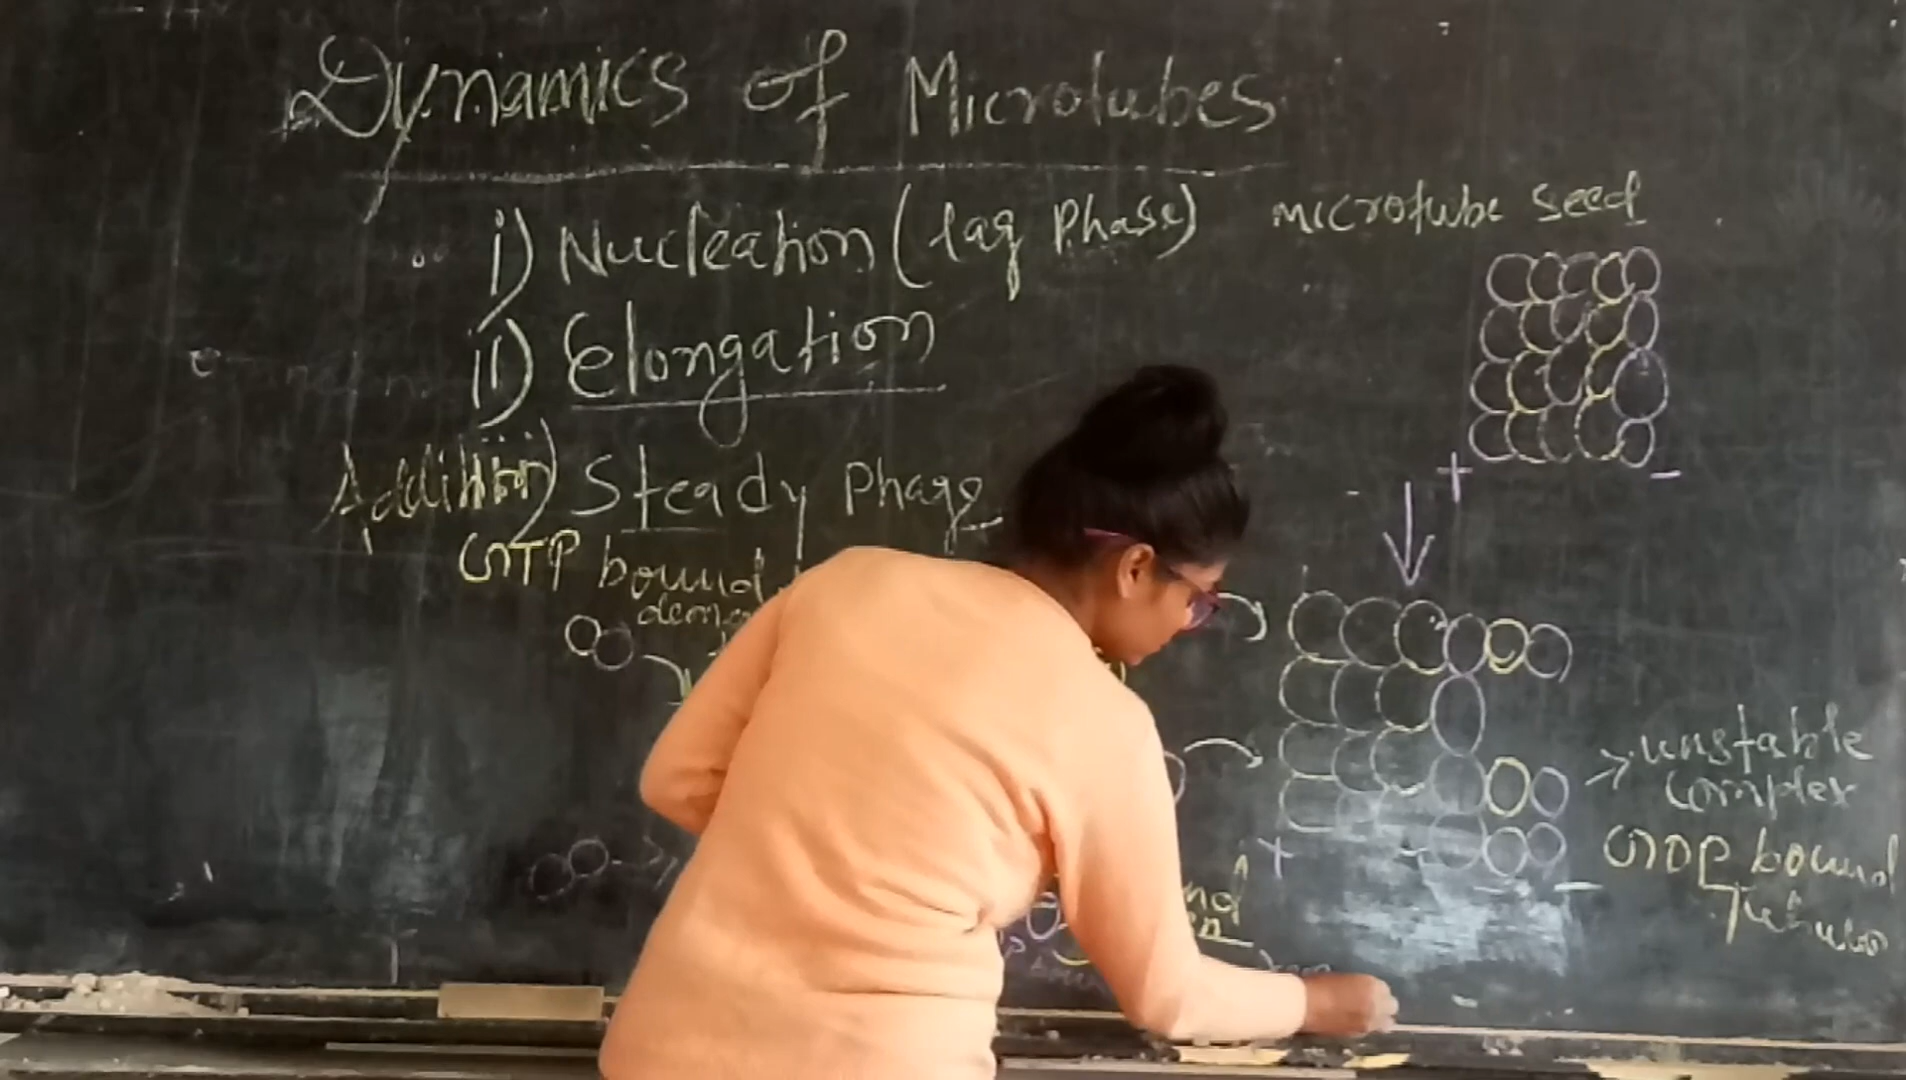 Dynamics of Microtubes
i) Nucleation (lag Phase)
microtube seed
ii) Elongation
+ -
Addition
iii) Steady Phase
GTP bound
unstable
complex
+ -
GDP bound